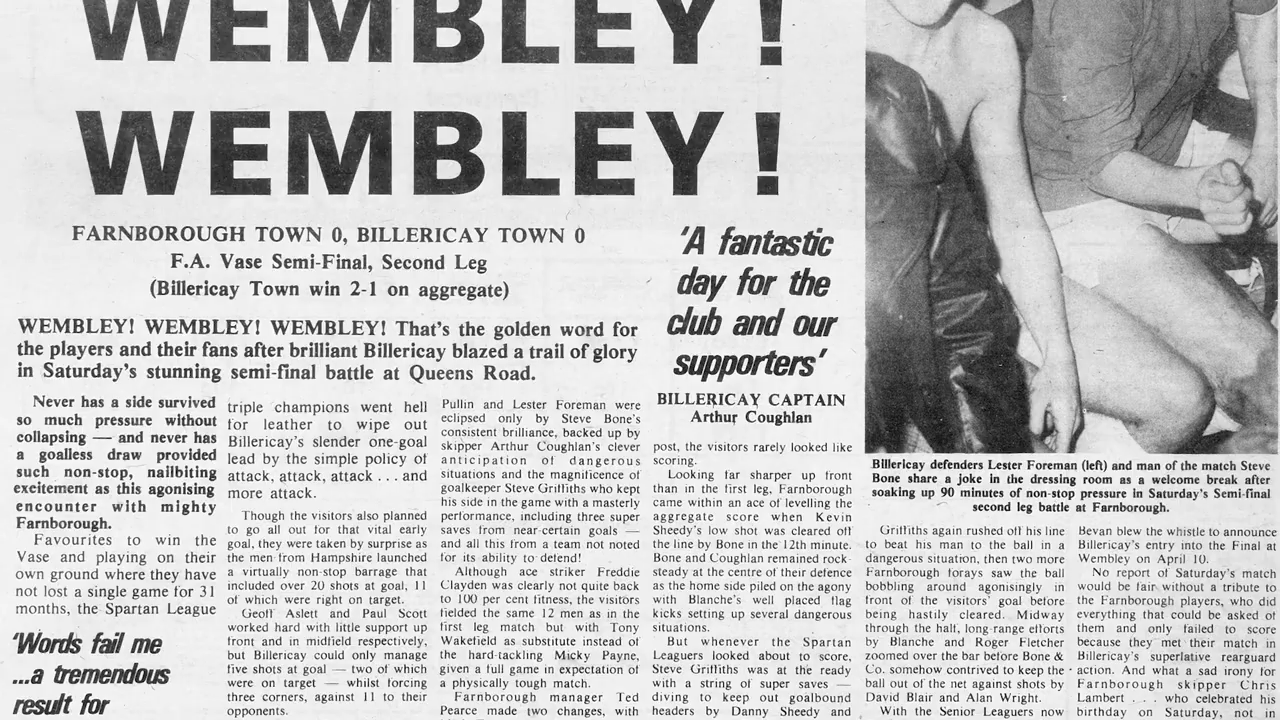 WEMBLEY!
WEMBLEY!
FARNBOROUGH TOWN 0, BILLERICAY TOWN 0
F.A. Vase Semi-Final, Second Leg
(Billericay Town win 2-1 on aggregate)
WEMBLEY! WEMBLEY! WEMBLEY! That's the golden word for
the players and their fans after brilliant Billericay blazed a trail of glory
in Saturday's stunning semi-final battle at Queens Road.
Never has a side survived
so much pressure without
collapsing — and never has
a goalless draw provided
such non-stop, nailbiting
excitement as this agonising
encounter with mighty
Farnborough.
Favourites to win the
Vase and playing on their
own ground where they have
not lost a single game for 31
months, the Spartan League
'Words fail me
...a tremendous
result for
triple champions went hell
for leather to wipe out
Billericay's slender one-goal
lead by the simple policy of
attack, attack, attack . . . and
more attack.
Though the visitors also planned
to go all out for that vital early
goal, they were taken by surprise as
the men from Hampshire launched
a virtually non-stop barrage that
included over 20 shots at goal, 11
of which were right on target.
Geoff Aslett and Paul Scott
worked hard with little support up
front and in midfield respectively,
but Billericay could only manage
five shots at goal — two of which
were on target — whilst forcing
three corners, against 11 to their
opponents.
Pullin and Lester Foreman were
eclipsed only by Steve Bone's
consistent brilliance, backed up by
skipper Arthur Coughlan's clever
anticipation of dangerous
situations and the magnificence of
goalkeeper Steve Griffiths who kept
his side in the game with a masterly
performance, including three super
saves from near-certain goals —
and all this from a team not noted
for its ability to defend!
Although ace striker Freddie
Clayden was clearly not quite back
to 100 per cent fitness, the visitors
fielded the same 12 men as in the
first leg match but with Tony
Wakefield as substitute instead of
the hard-tackling Micky Payne,
given a full game in expectation of
a physically tough match.
Farnborough manager Ted
Pearce made two changes, with
'A fantastic
day for the
club and our
supporters'
BILLERICAY CAPTAIN
Arthur Coughlan
post, the visitors rarely looked like
scoring.
Looking far sharper up front
than in the first leg, Farnborough
came within an ace of levelling the
aggregate score when Kevin
Sheedy's low shot was cleared off
the line by Bone in the 12th minute.
Bone and Coughlan remained rock-
steady at the centre of their defence
as the home side piled on the agony
with Blanche's well placed flag
kicks setting up several dangerous
situations.
But whenever the Spartan
Leaguers looked about to score,
Steve Griffiths was at the ready
with a string of super saves —
diving to keep out goalbound
headers by Danny Sheedy and
Billericay defenders Lester Foreman (left) and man of the match Steve
Bone share a joke in the dressing room as a welcome break after
soaking up 90 minutes of non-stop pressure in Saturday's Semi-final
second leg battle at Farnborough.
Griffiths again rushed off his line
to beat his man to the ball in a
dangerous situation, then two more
Farnborough forays saw the ball
bobbling around agonisingly in
front of the visitors' goal before
being hastily cleared. Midway
through the halt, long-range efforts
by Blanche and Roger Fletcher
zoomed over the bar before Bone &
Co. somehow contrived to keep the
ball out of the net against shots by
David Blair and Alan Wright.
With the Senior Leaguers now
Bevan blew the whistle to announce
Billericay's entry into the Final at
Wembley on April 10.
No report of Saturday's match
would be fair without a tribute to
the Farnborough players, who did
everything that could be asked of
them and only failed to score
because they met their match in
Billericay's superlative rearguard
action. And what a sad irony for
Farnborough skipper Chris
Lambert . . . who celebrated his
birthday on Saturday, not in